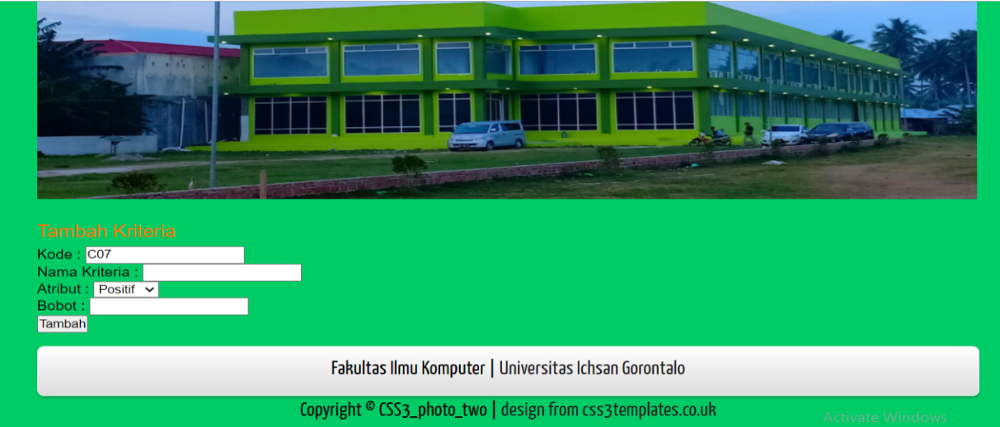 Tambah Kriteria
Kode : C07
Nama Kriteria :
Atribut : Positif
Bobot :
Tambah
Fakultas Ilmu Komputer | Universitas Ichsan Gorontalo
Copyright © CSS3_photo_two | design from css3templates.co.uk
Activate Windows